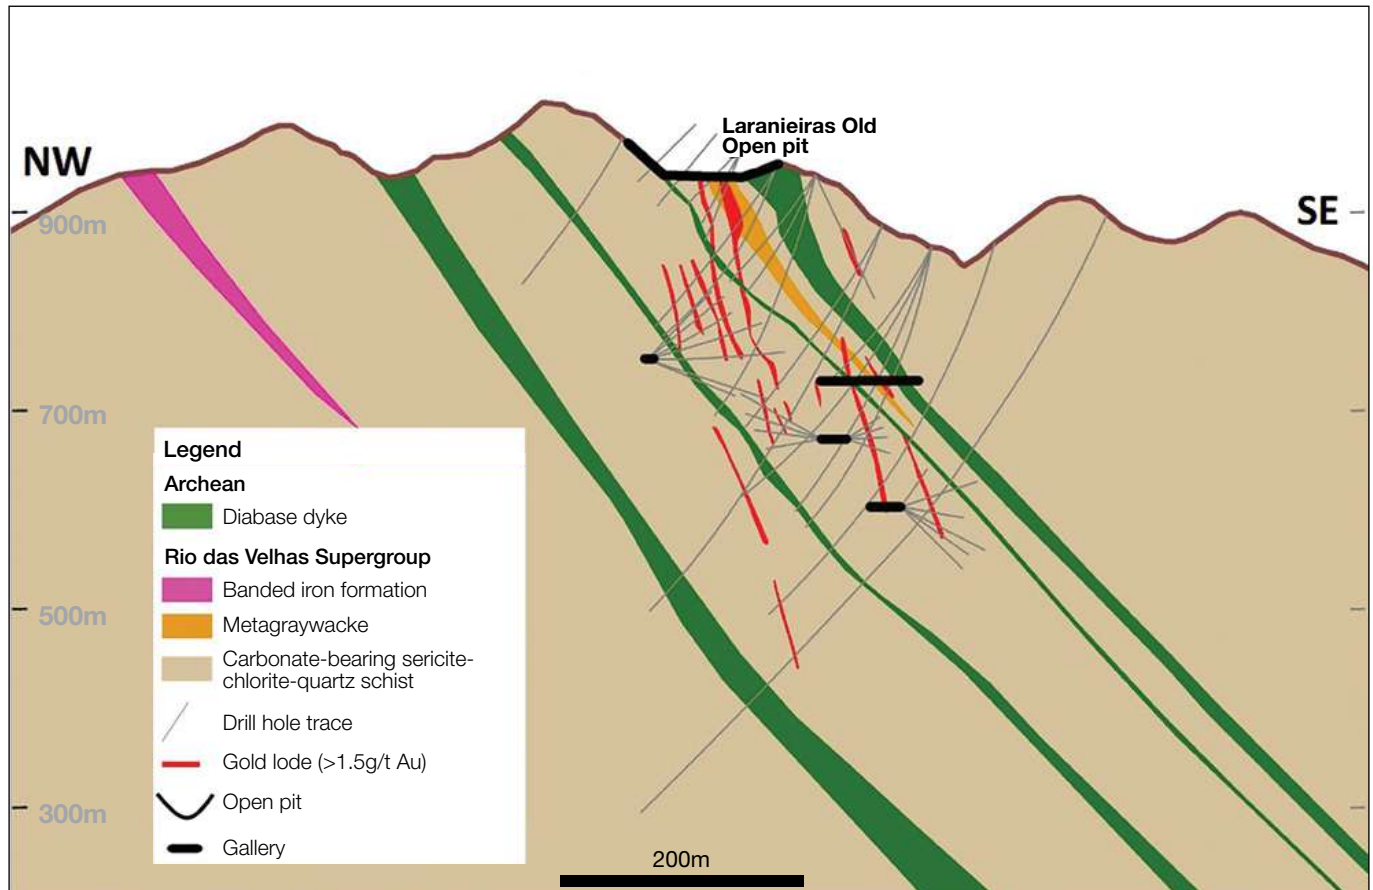 Laranieiras Old
Open pit
NW
SE
900m
700m
500m
300m
Legend
Archean
Diabase dyke
Rio das Velhas Supergroup
Banded iron formation
Metagraywacke
Carbonate-bearing sericite-
chlorite-quartz schist
Drill hole trace
Gold lode (>1.5g/t Au)
Open pit
Gallery
200m